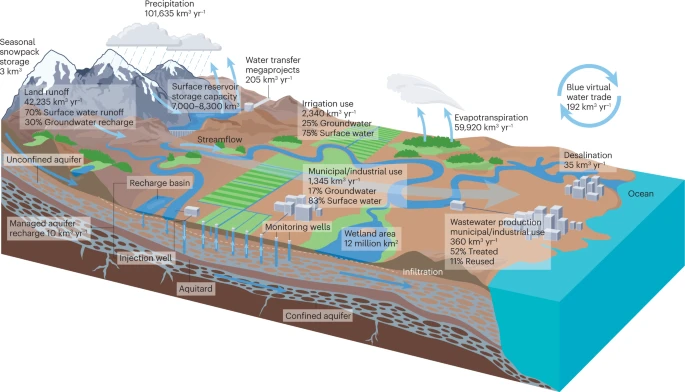 Precipitation
101,635 km³ yr⁻¹
Seasonal
snowpack
storage
3 km³
Land runoff
42,235 km³ yr⁻¹
70% Surface water runoff
30% Groundwater recharge
Surface reservoir
storage capacity
7,000–8,300 km³
Water transfer
megaprojects
205 km³ yr⁻¹
Irrigation use
2,340 km³ yr⁻¹
25% Groundwater
75% Surface water
Evapotranspiration
59,920 km³ yr⁻¹
Blue virtual
water trade
192 km³ yr⁻¹
Streamflow
Unconfined aquifer
Recharge basin
Municipal/industrial use
1,345 km³ yr⁻¹
17% Groundwater
83% Surface water
Desalination
35 km³ yr⁻¹
Ocean
Managed aquifer
recharge 10 km³ yr⁻¹
Monitoring wells
Wetland area
12 million km²
Wastewater production
municipal/industrial use
360 km³ yr⁻¹
52% Treated
11% Reused
Injection well
Infiltration
Aquitard
Confined aquifer